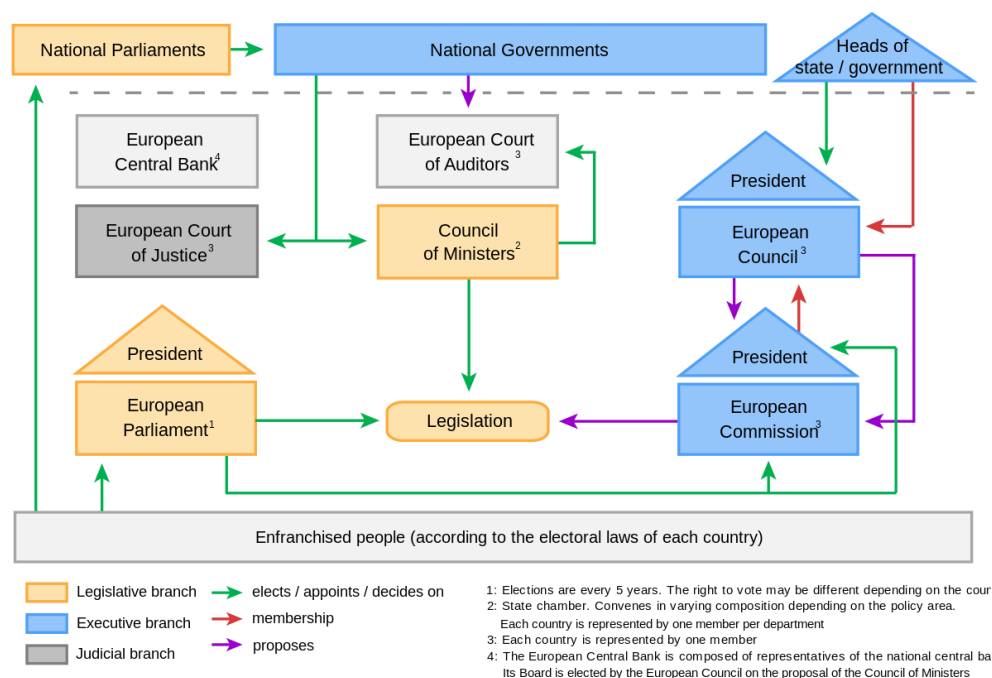 National Parliaments
National Governments
Heads of
state / government
European
Central Bank4
European Court
of Auditors 3
President
European Court
of Justice3
Council
of Ministers2
European
Council 3
President
President
European
Parliament1
Legislation
European
Commission3
Enfranchised people (according to the electoral laws of each country)
Legislative branch
Executive branch
Judicial branch
elects / appoints / decides on
membership
proposes
1: Elections are every 5 years. The right to vote may be different depending on the
2: State chamber. Convenes in varying composition depending on the policy area.
Each country is represented by one member per department
3: Each country is represented by one member
4: The European Central Bank is composed of representatives of the national central
Its Board is elected by the European Council on the proposal of the Council of Ministers